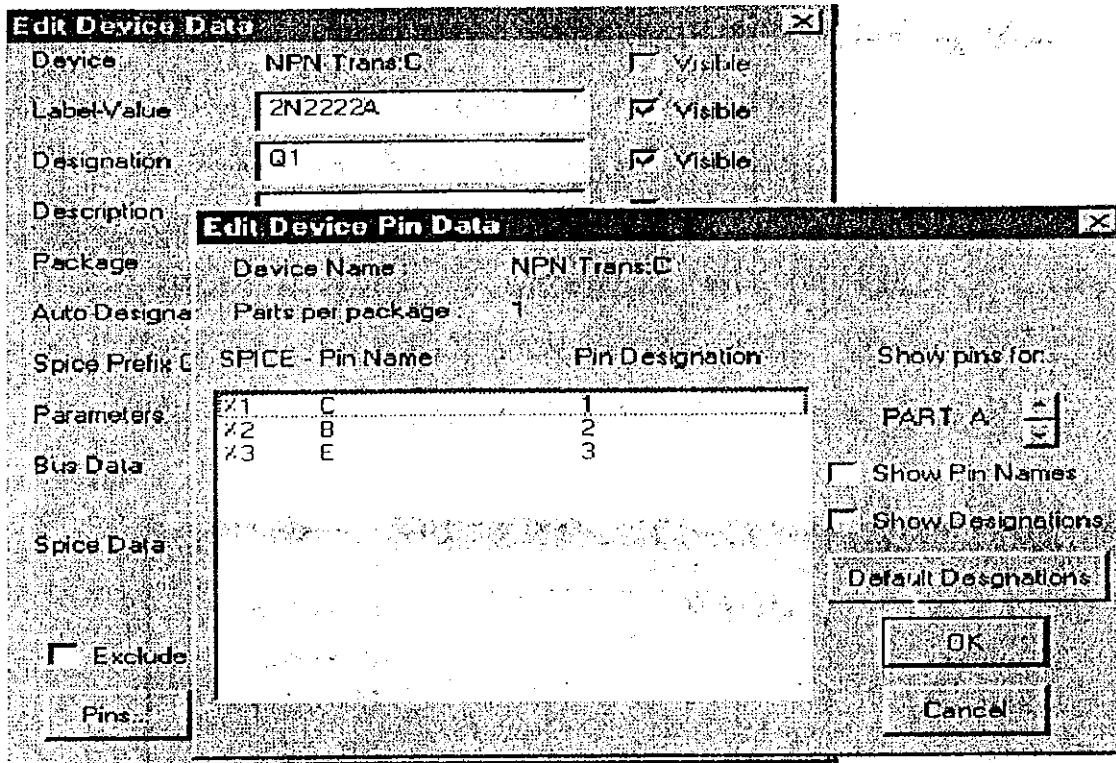 Edit Device Data
Device NPN Trans:C Visible
Label-Value 2N2222A Visible
Designation Q1 Visible
Description
Package
Auto Designa
Spice Prefix C
Parameters
Bus Data
Spice Data
Exclude
Pins...
Edit Device Pin Data
Device Name: NPN Trans:C
Parts per package 1
SPICE - Pin Name Pin Designation Show pins for:
%1 C 1
%2 B 2
%3 E 3
PART A
Show Pin Names
Show Designations
Default Desgnations
OK
Cancel